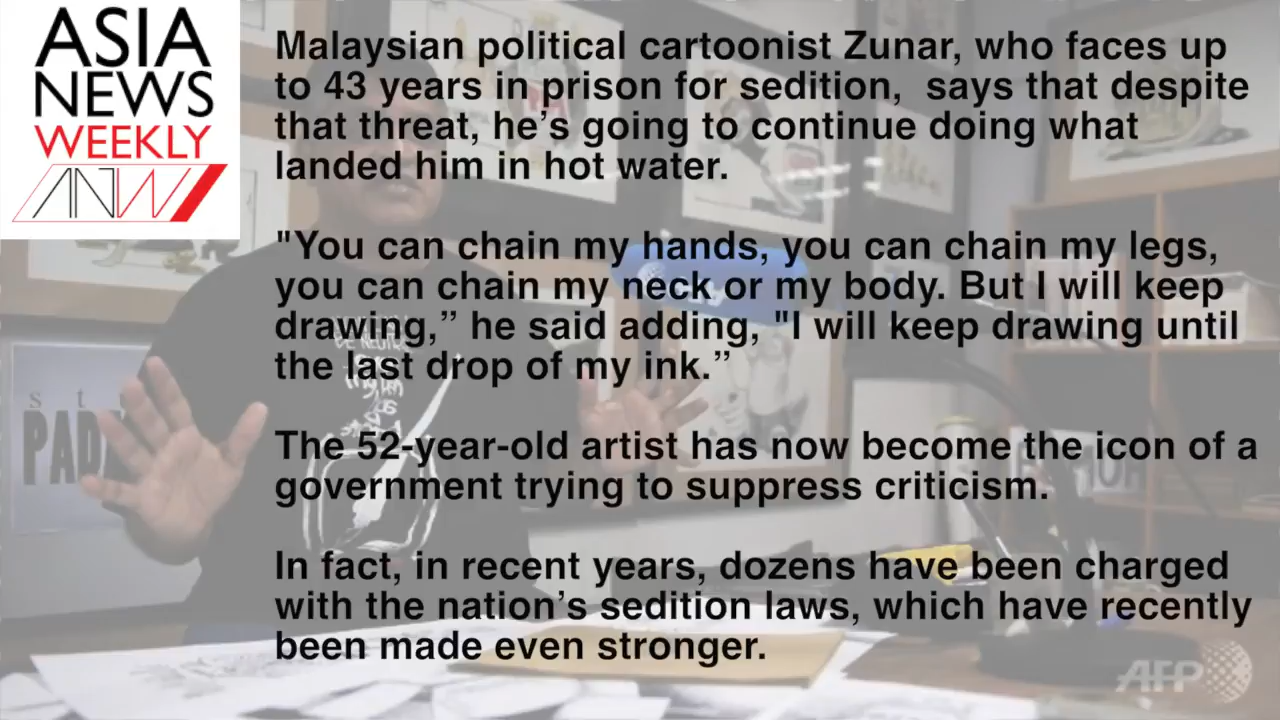 ASIA
NEWS
WEEKLY
ANW
Malaysian political cartoonist Zunar, who faces up
to 43 years in prison for sedition,  says that despite
that threat, he’s going to continue doing what
landed him in hot water.
"You can chain my hands, you can chain my legs,
you can chain my neck or my body. But I will keep
drawing,” he said adding, "I will keep drawing until
the last drop of my ink.”
The 52-year-old artist has now become the icon of a
government trying to suppress criticism.
In fact, in recent years, dozens have been charged
with the nation’s sedition laws, which have recently
been made even stronger.
AFP